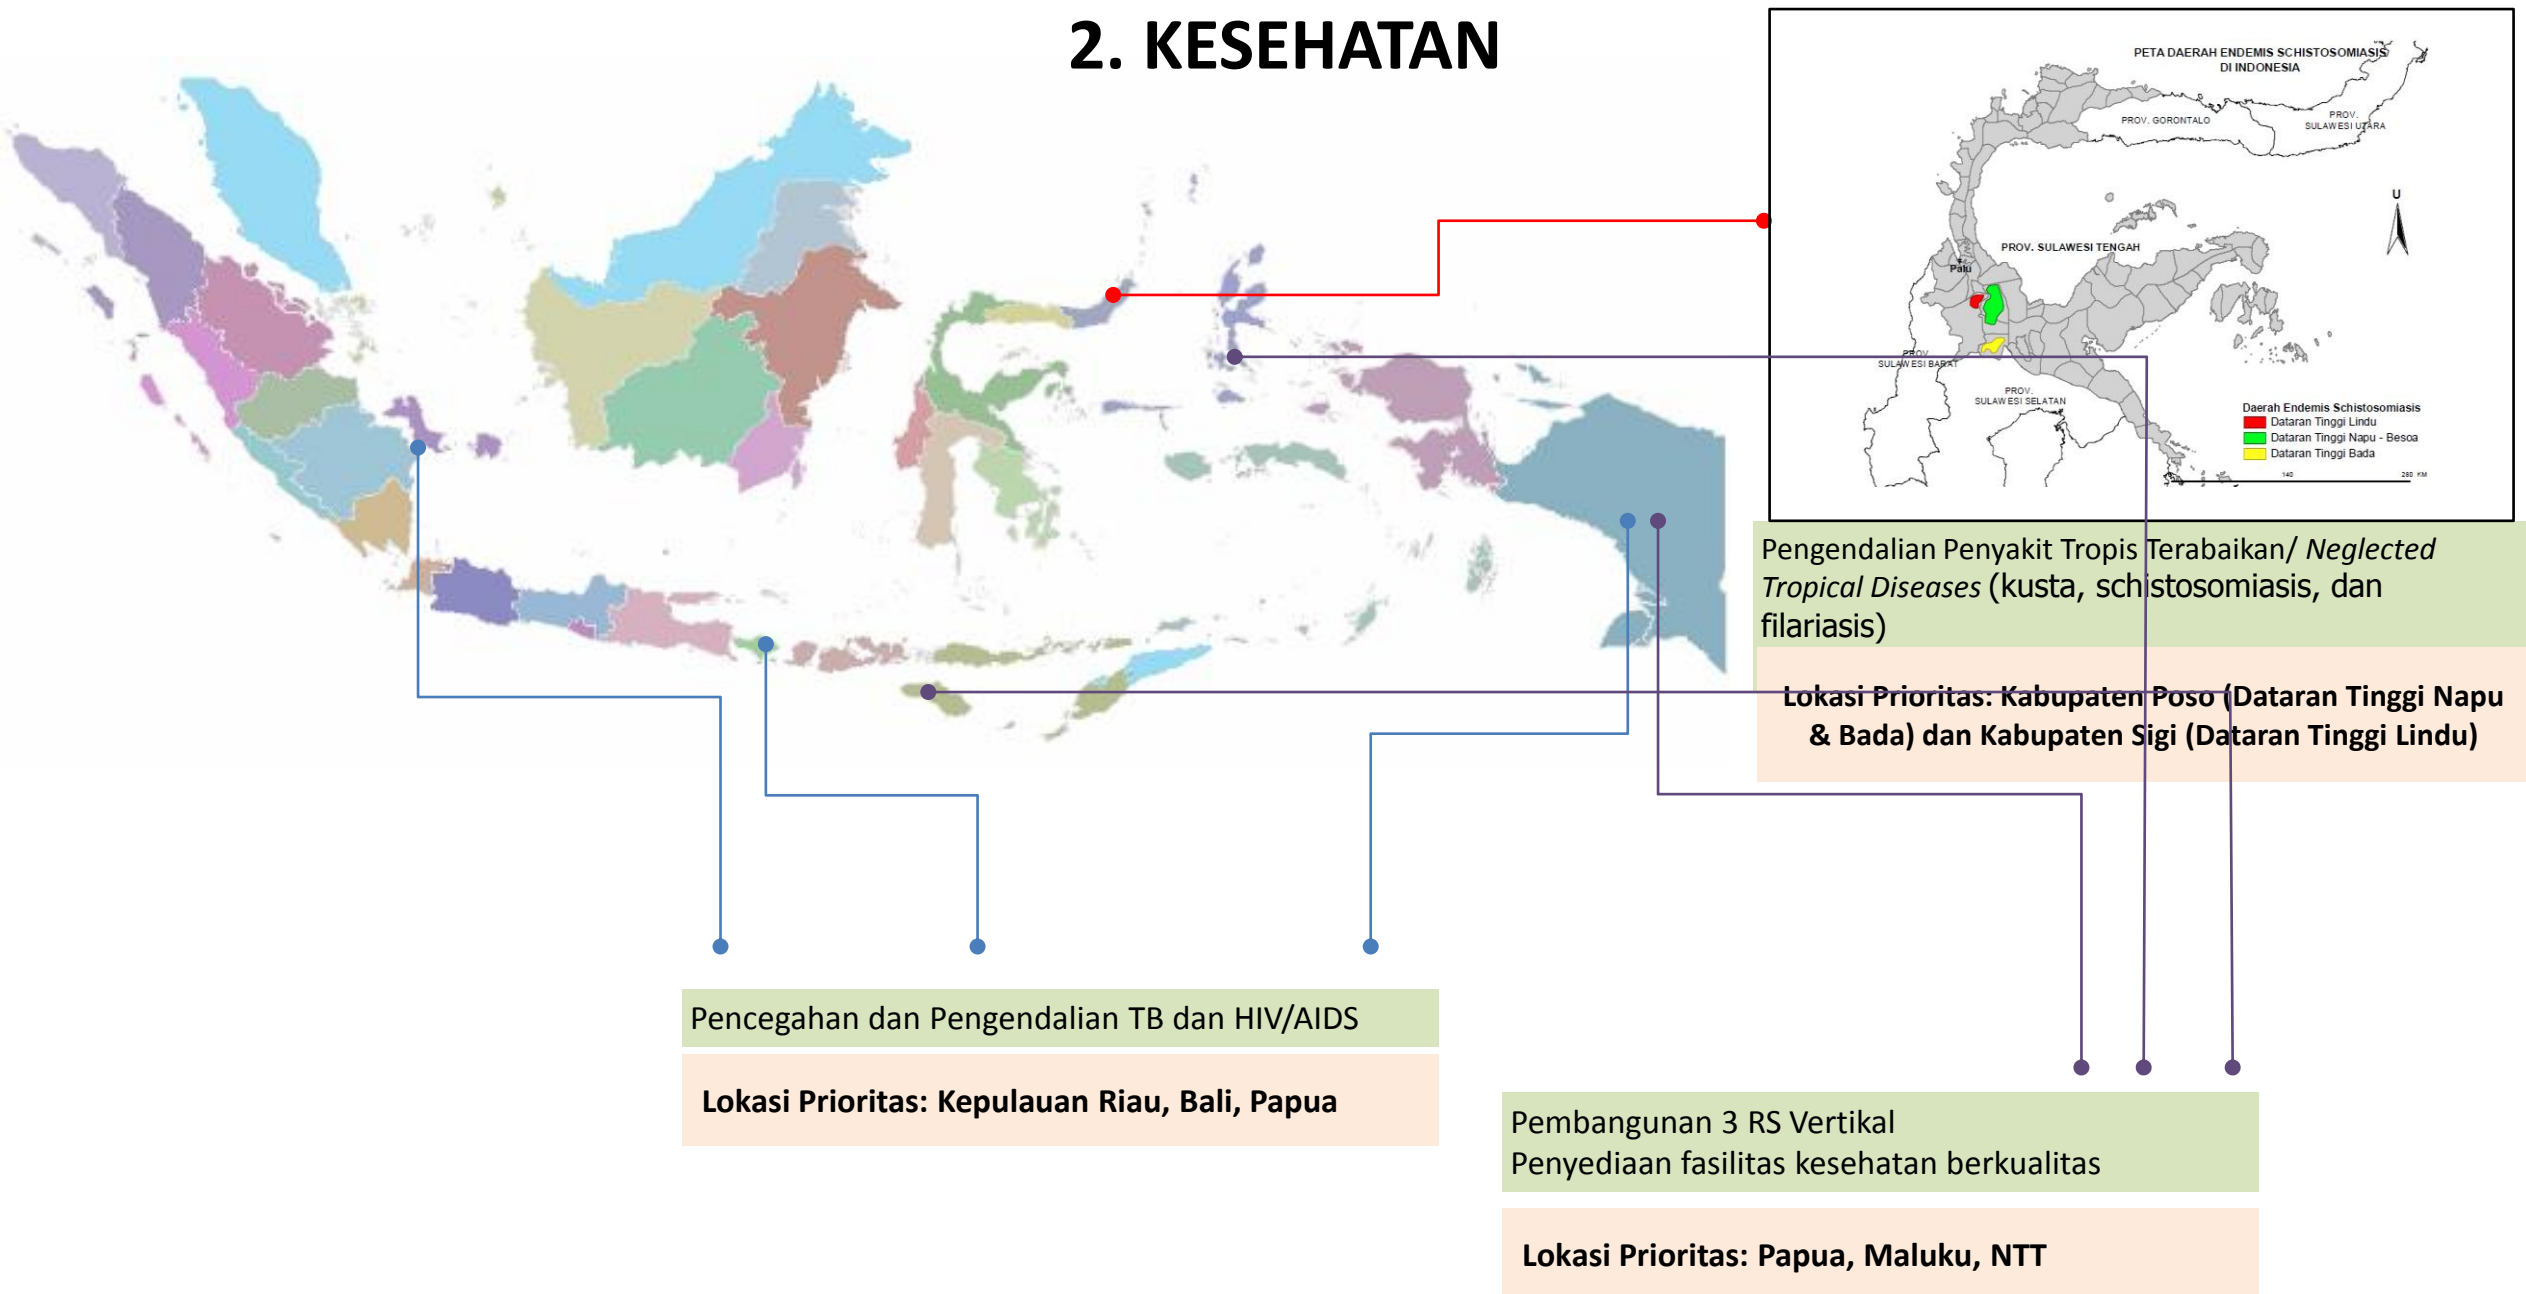 2. KESEHATAN
PETA DAERAH ENDEMIS SCHISTOSOMIASIS
DI INDONESIA
PROV. GORONTALO
PROV.
SULAWESI UTARA
U
PROV. SULAWESI TENGAH
Palu
PROV.
SULAWESI BARAT
PROV.
SULAWESI SELATAN
Daerah Endemis Schistosomiasis
Dataran Tinggi Lindu
Dataran Tinggi Napu - Besoa
Dataran Tinggi Bada
140 280 KM
Pengendalian Penyakit Tropis Terabaikan/ Neglected
Tropical Diseases (kusta, schistosomiasis, dan
filariasis)
Lokasi Prioritas: Kabupaten Poso (Dataran Tinggi Napu
& Bada) dan Kabupaten Sigi (Dataran Tinggi Lindu)
Pencegahan dan Pengendalian TB dan HIV/AIDS
Lokasi Prioritas: Kepulauan Riau, Bali, Papua
Pembangunan 3 RS Vertikal
Penyediaan fasilitas kesehatan berkualitas
Lokasi Prioritas: Papua, Maluku, NTT